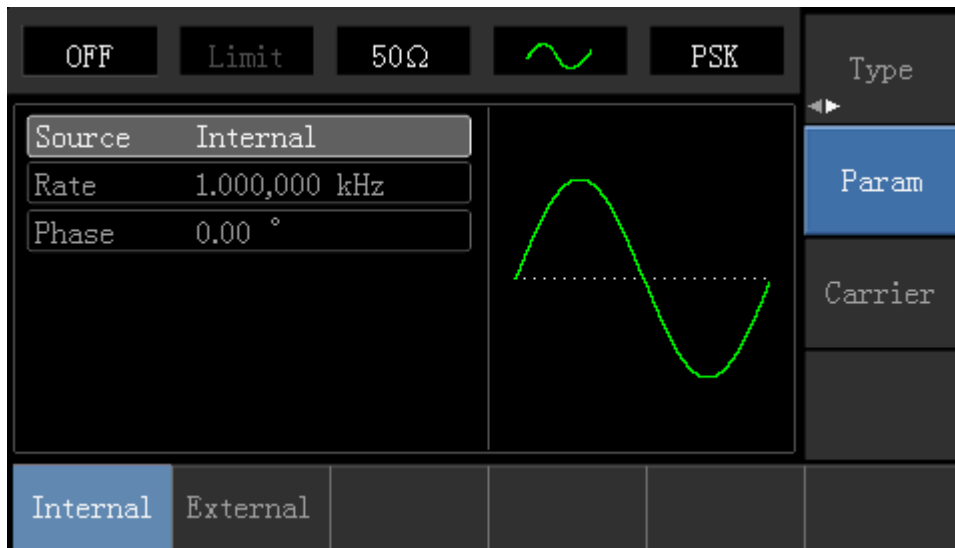 OFF Limit 50Ω PSK
Type
Source Internal
Rate 1.000,000 kHz
Phase 0.00 °
Param
Carrier
Internal External